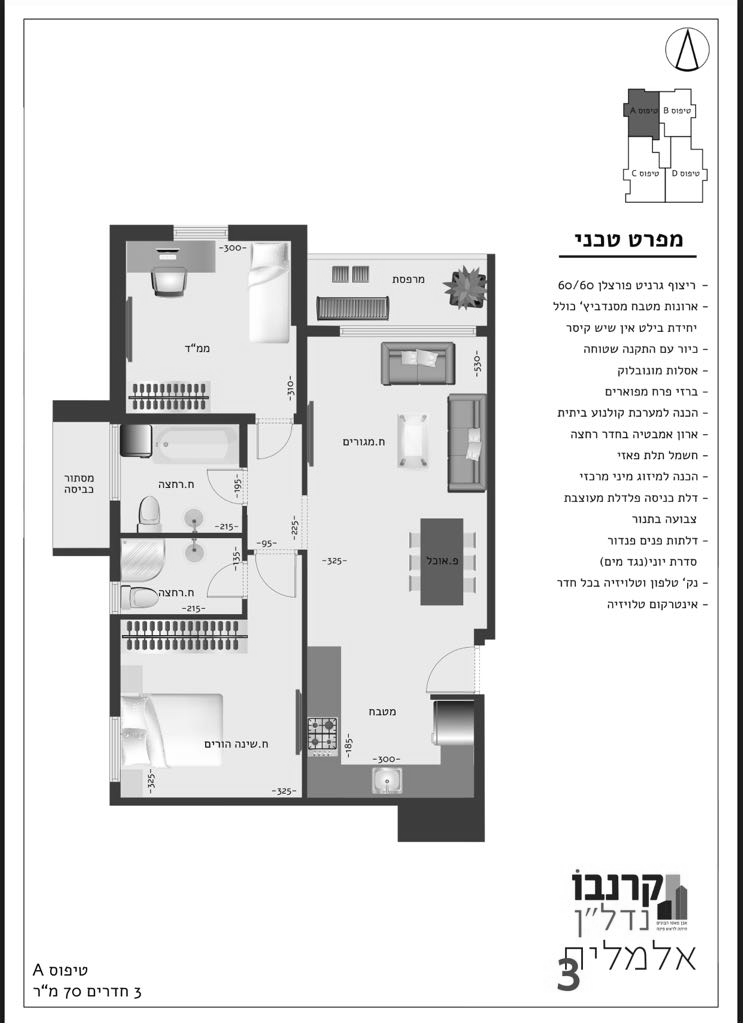 טיפוס A
טיפוס B
טיפוס C
טיפוס D
מפרט טכני
- ריצוף גרניט פורצלן 60/60
- ארונות מטבח מסנדביץ' כולל
יחידת בילט אין שיש קיסר
- כיור עם התקנה שטוחה
- אסלות מונובלוק
- ברזי פרח מפוארים
- הכנה למערכת קולנוע ביתית
- ארון אמבטיה בחדר רחצה
- חשמל תלת פאזי
- הכנה למיזוג מיני מרכזי
- דלת כניסה פלדלת מעוצבת
צבועה בתנור
- דלתות פנים פנדור
סדרת יוני(נגד מים)
- נק' טלפון וטלויזיה בכל חדר
- אינטרקום טלויזיה
-300-
מרפסת
ממ"ד
-310-
-530-
ח.מגורים
מסתור
כביסה
ח.רחצה
-195-
-215-
-225-
-95-
-135-
ח.רחצה
-215-
-325-
פ.אוכל
מטבח
-185-
-300-
ח.שינה הורים
-325-
-325-
קרנבו
נדל"ן
אלמליח
3
טיפוס A
3 חדרים 70 מ"ר